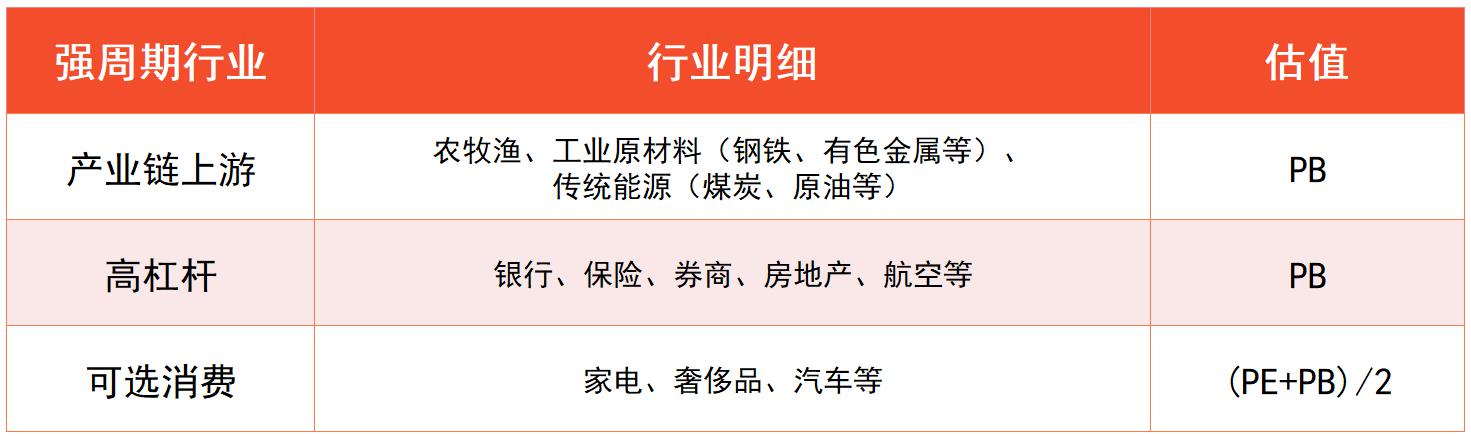 强周期行业
行业明细
估值
产业链上游
农牧渔、工业原材料（钢铁、有色金属等）、
传统能源（煤炭、原油等）
PB
高杠杆
银行、保险、券商、房地产、航空等
PB
可选消费
家电、奢侈品、汽车等
(PE+PB)/2